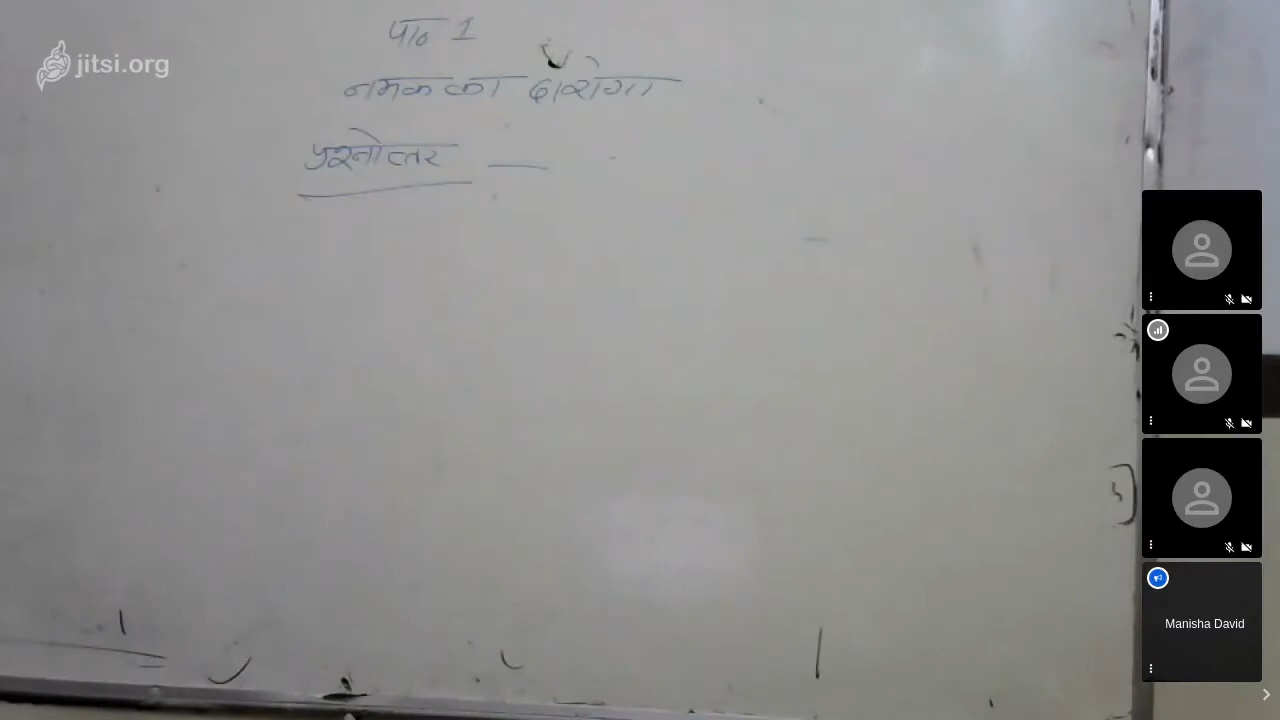 jitsi.org
पा० 1
नमक का दारोगा
प्रश्नोत्तर —
Manisha David